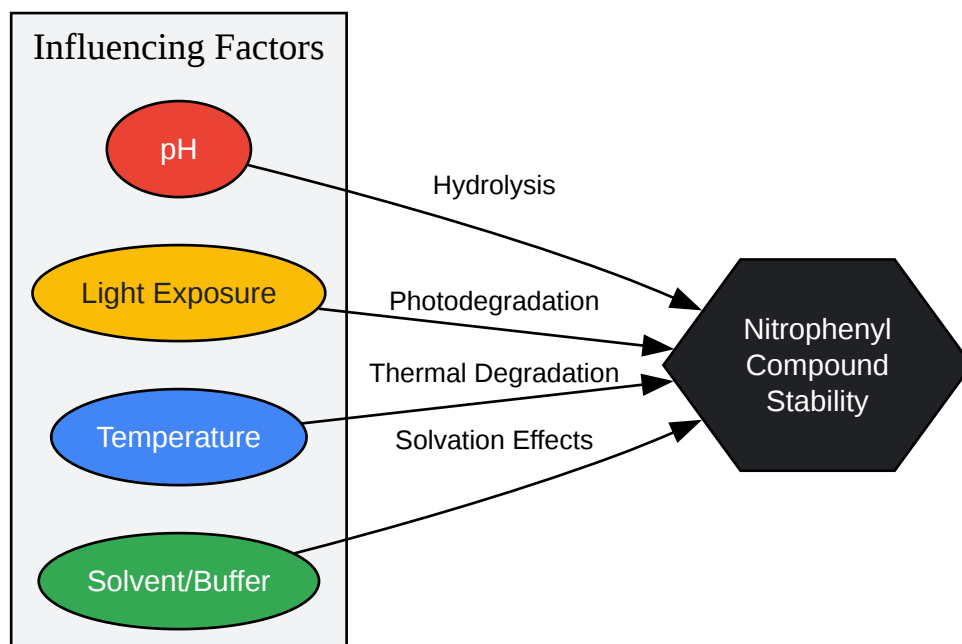 Influencing Factors
pH
Hydrolysis
Light Exposure
Photodegradation
Nitrophenyl
Compound
Stability
Thermal Degradation
Temperature
Solvation Effects
Solvent/Buffer